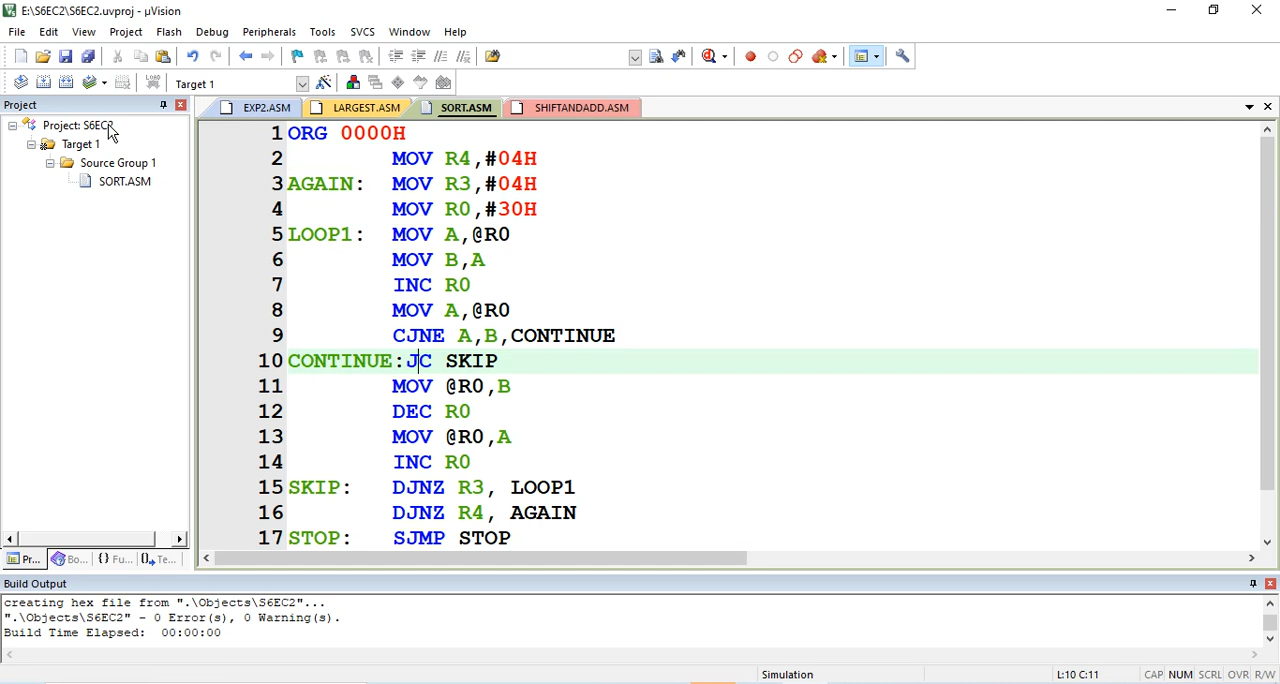 E:\S6EC2\S6EC2.uvproj - µVision
File Edit View Project Flash Debug Peripherals Tools SVCS Window Help
LOAD Target 1
Project
EXP2.ASM LARGEST.ASM SORT.ASM SHIFTANDADD.ASM
Project: S6EC2
Target 1
Source Group 1
SORT.ASM
1 ORG 0000H
2 MOV R4,#04H
3 AGAIN: MOV R3,#04H
4 MOV R0,#30H
5 LOOP1: MOV A,@R0
6 MOV B,A
7 INC R0
8 MOV A,@R0
9 CJNE A,B,CONTINUE
10 CONTINUE:JC SKIP
11 MOV @R0,B
12 DEC R0
13 MOV @R0,A
14 INC R0
15 SKIP: DJNZ R3, LOOP1
16 DJNZ R4, AGAIN
17 STOP: SJMP STOP
Pr... Bo... {} Fu... Te...
Build Output
creating hex file from ".\Objects\S6EC2"...
".\Objects\S6EC2" - 0 Error(s), 0 Warning(s).
Build Time Elapsed: 00:00:00
Simulation L:10 C:11 CAP NUM SCRL OVR R/W